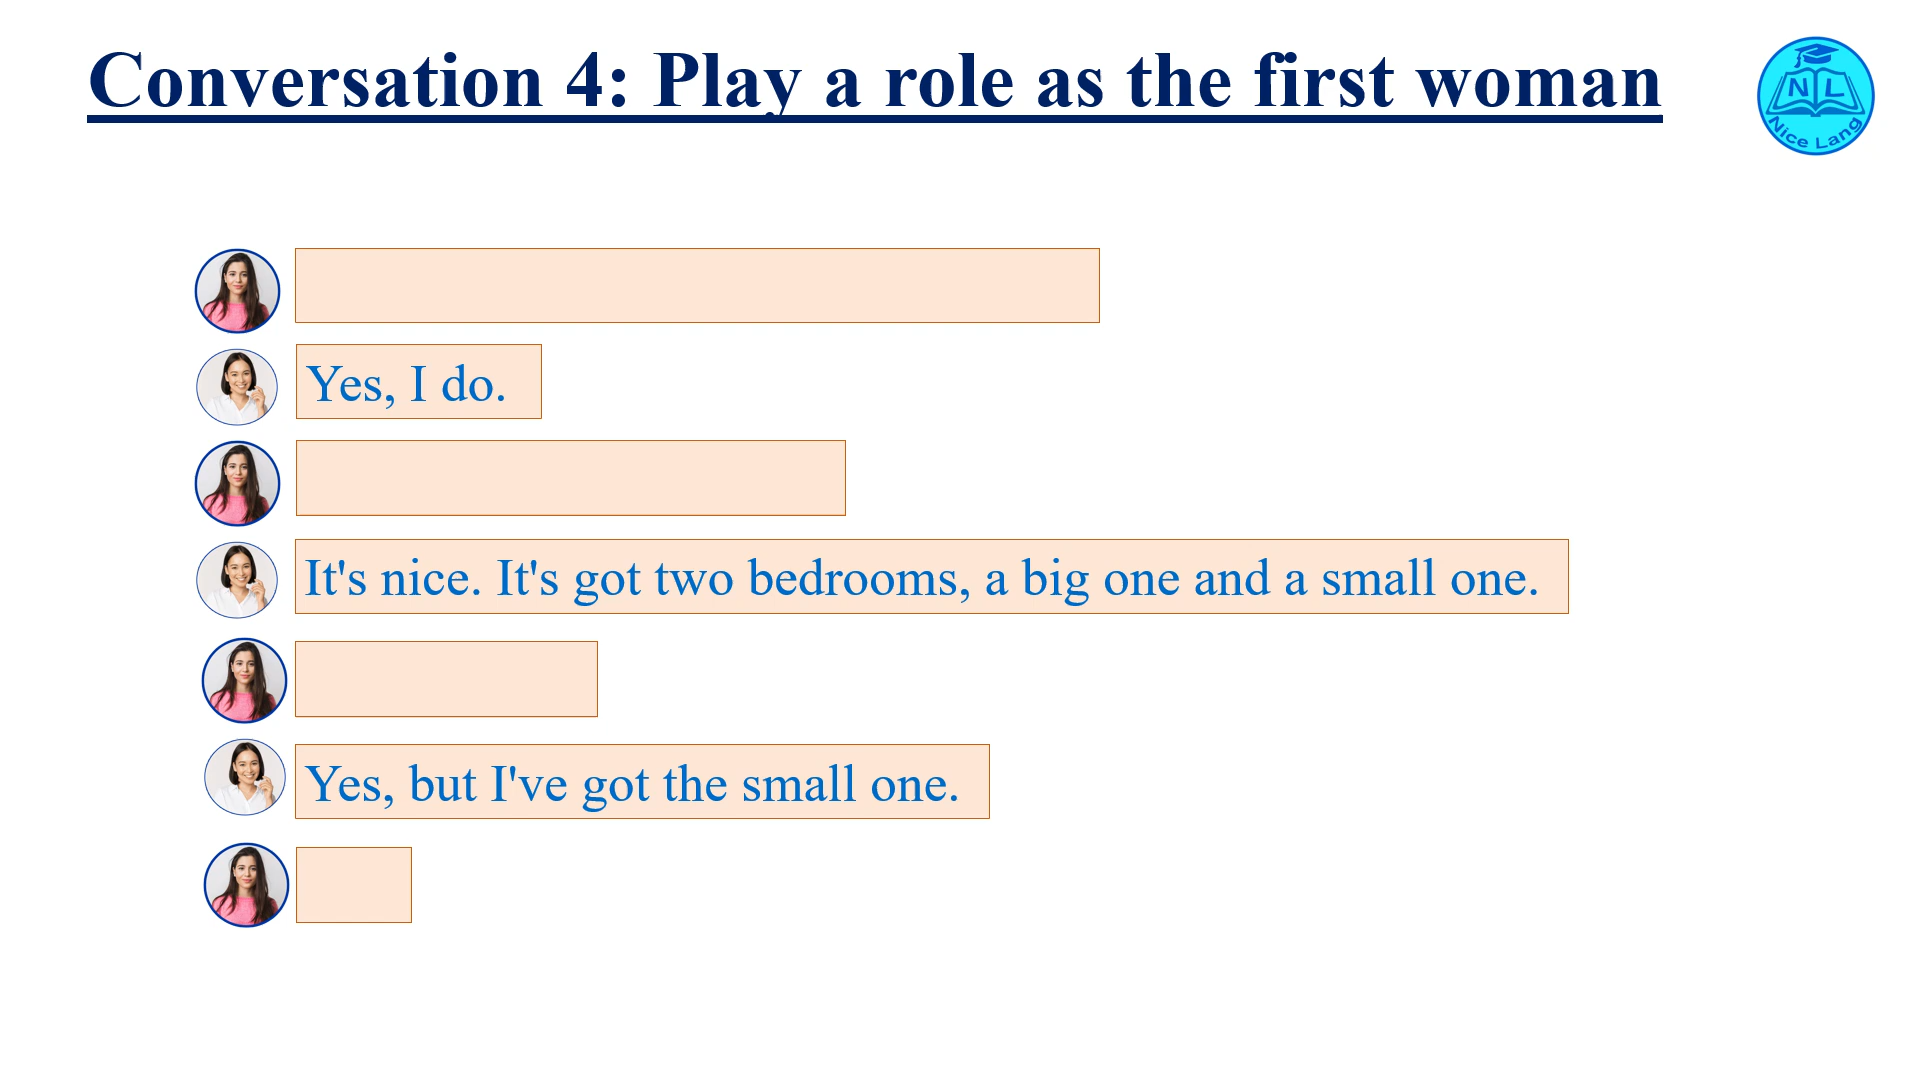 Conversation 4: Play a role as the first woman
N L
Nice Lang
Yes, I do.
It's nice. It's got two bedrooms, a big one and a small one.
Yes, but I've got the small one.